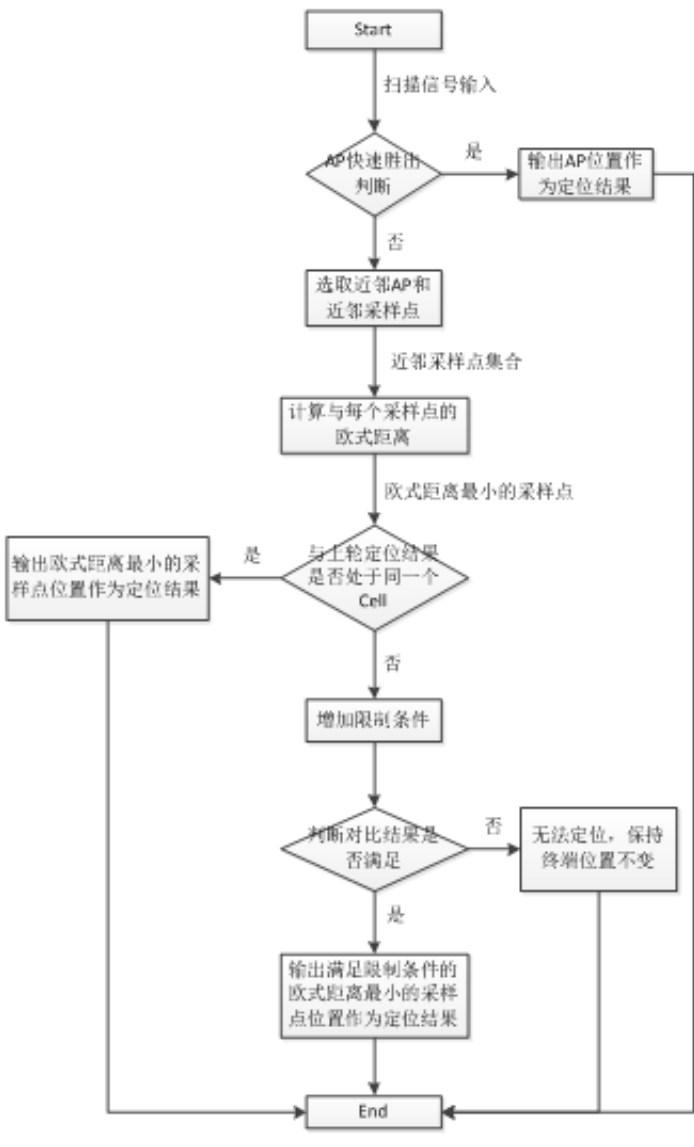 Start
扫描信号输入
AP快速胜出
判断
是
输出AP位置作
为定位结果
否
选取近邻AP和
近邻采样点
近邻采样点集合
计算与每个采样点的
欧式距离
欧式距离最小的采样点
与上轮定位结果
是否处于同一个
Cell
是
输出欧式距离最小的采
样点位置作为定位结果
否
增加限制条件
判断对比结果是
否满足
否
无法定位，保持
终端位置不变
是
输出满足限制条件的
欧式距离最小的采样
点位置作为定位结果
End